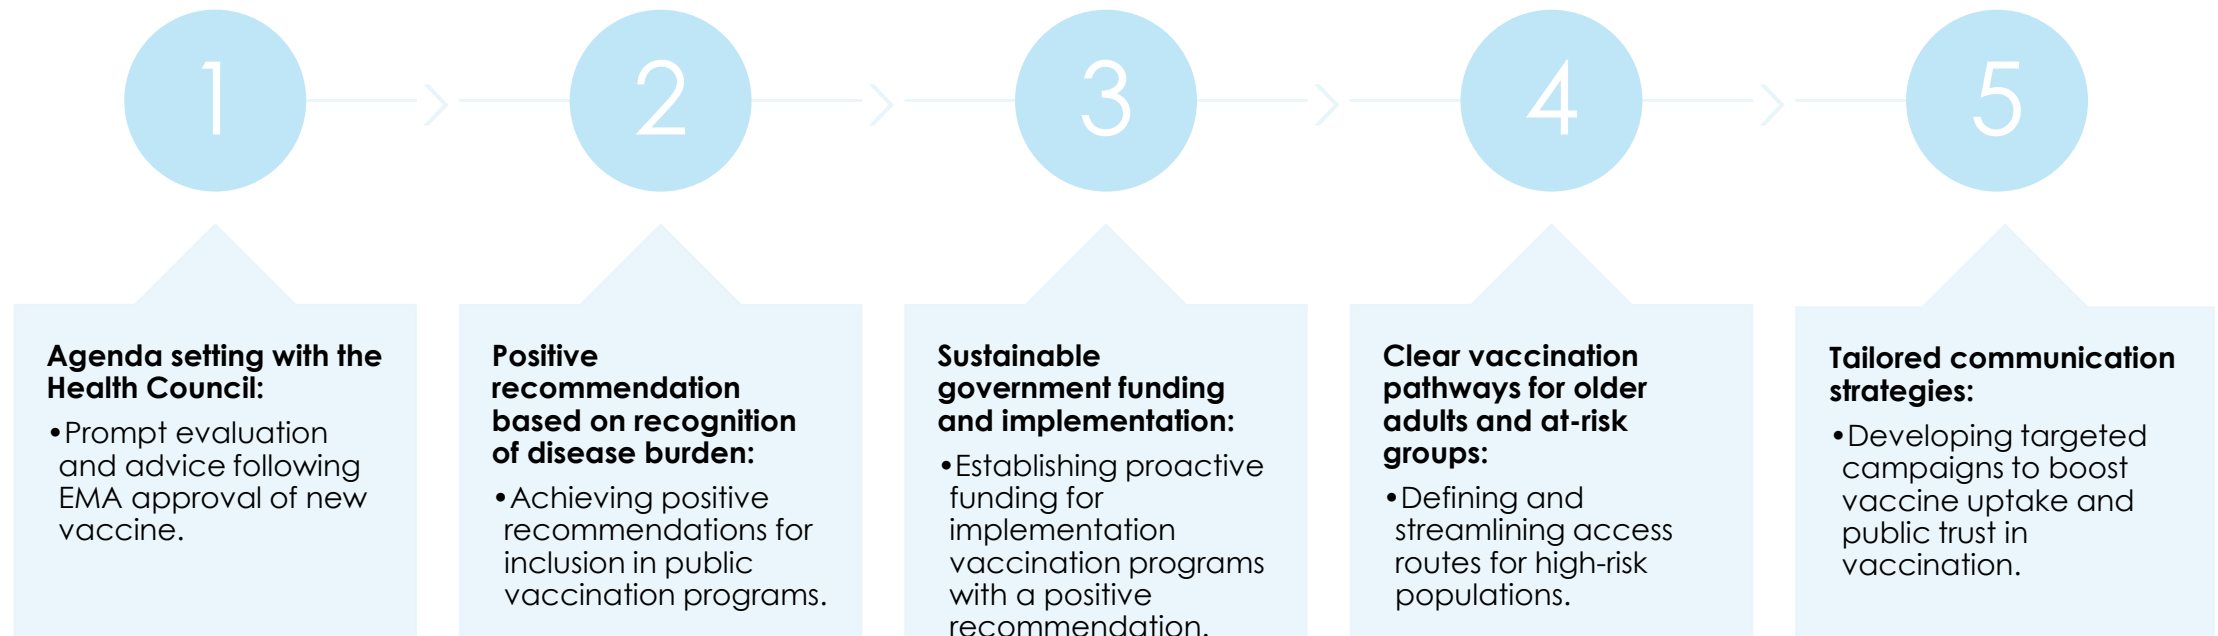 1
2
3
4
5
Agenda setting with the
Health Council:
•Prompt evaluation
and advice following
EMA approval of new
vaccine.
Positive
recommendation
based on recognition
of disease burden:
•Achieving positive
recommendations for
inclusion in public
vaccination programs.
Sustainable
government funding
and implementation:
•Establishing proactive
funding for
implementation
vaccination programs
with a positive
recommendation.
Clear vaccination
pathways for older
adults and at-risk
groups:
•Defining and
streamlining access
routes for high-risk
populations.
Tailored communication
strategies:
•Developing targeted
campaigns to boost
vaccine uptake and
public trust in
vaccination.